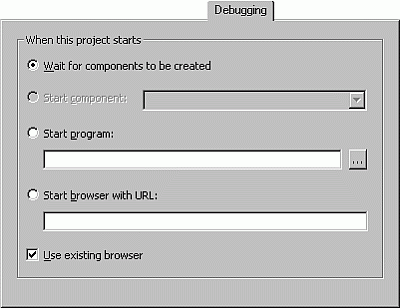 Debugging
When this project starts
Wait for components to be created
Start component:
Start program:
...
Start browser with URL:
Use existing browser